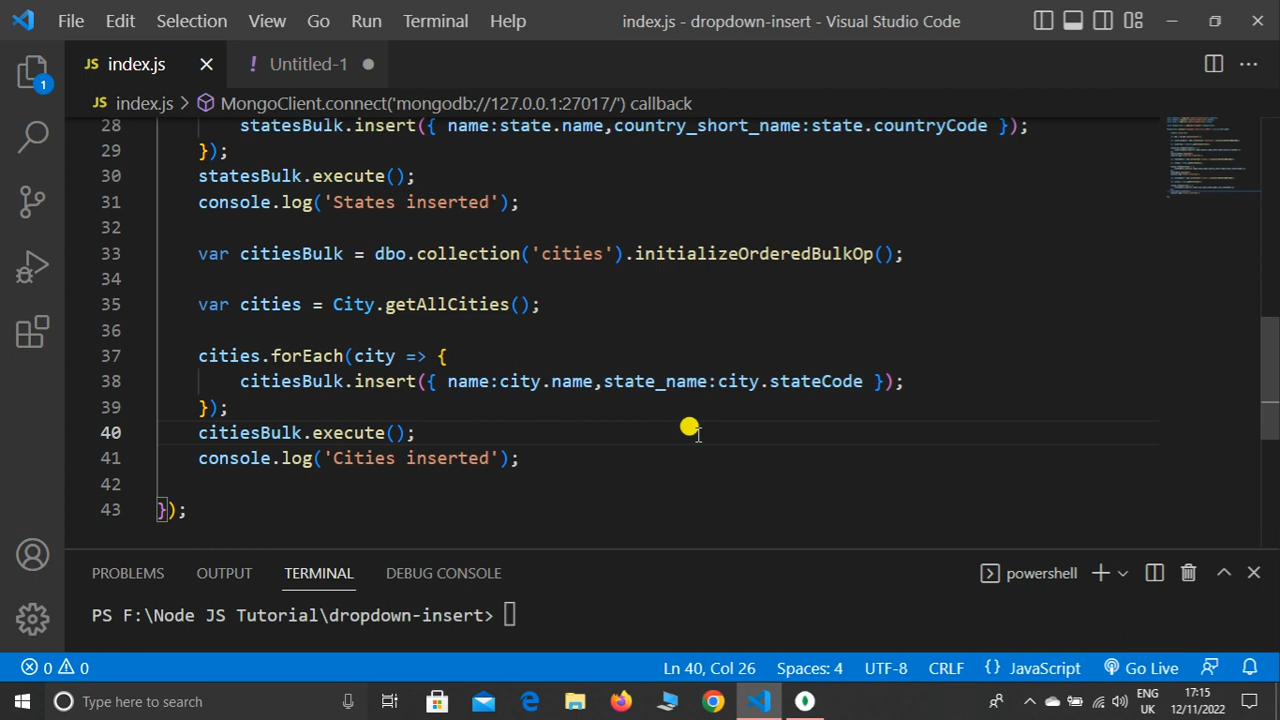 File Edit Selection View Go Run Terminal Help index.js - dropdown-insert - Visual Studio Code
JS index.js ! Untitled-1
JS index.js > MongoClient.connect('mongodb://127.0.0.1:27017/') callback
28 statesBulk.insert({ name:state.name,country_short_name:state.countryCode });
29 });
30 statesBulk.execute();
31 console.log('States inserted');
32
33 var citiesBulk = dbo.collection('cities').initializeOrderedBulkOp();
34
35 var cities = City.getAllCities();
36
37 cities.forEach(city => {
38 citiesBulk.insert({ name:city.name,state_name:city.stateCode });
39 });
40 citiesBulk.execute();
41 console.log('Cities inserted');
42
43 });
1
PROBLEMS OUTPUT TERMINAL DEBUG CONSOLE powershell
PS F:\Node JS Tutorial\dropdown-insert>
0 0 Ln 40, Col 26 Spaces: 4 UTF-8 CRLF {} JavaScript Go Live
Type here to search ENG 17:15
UK 12/11/2022